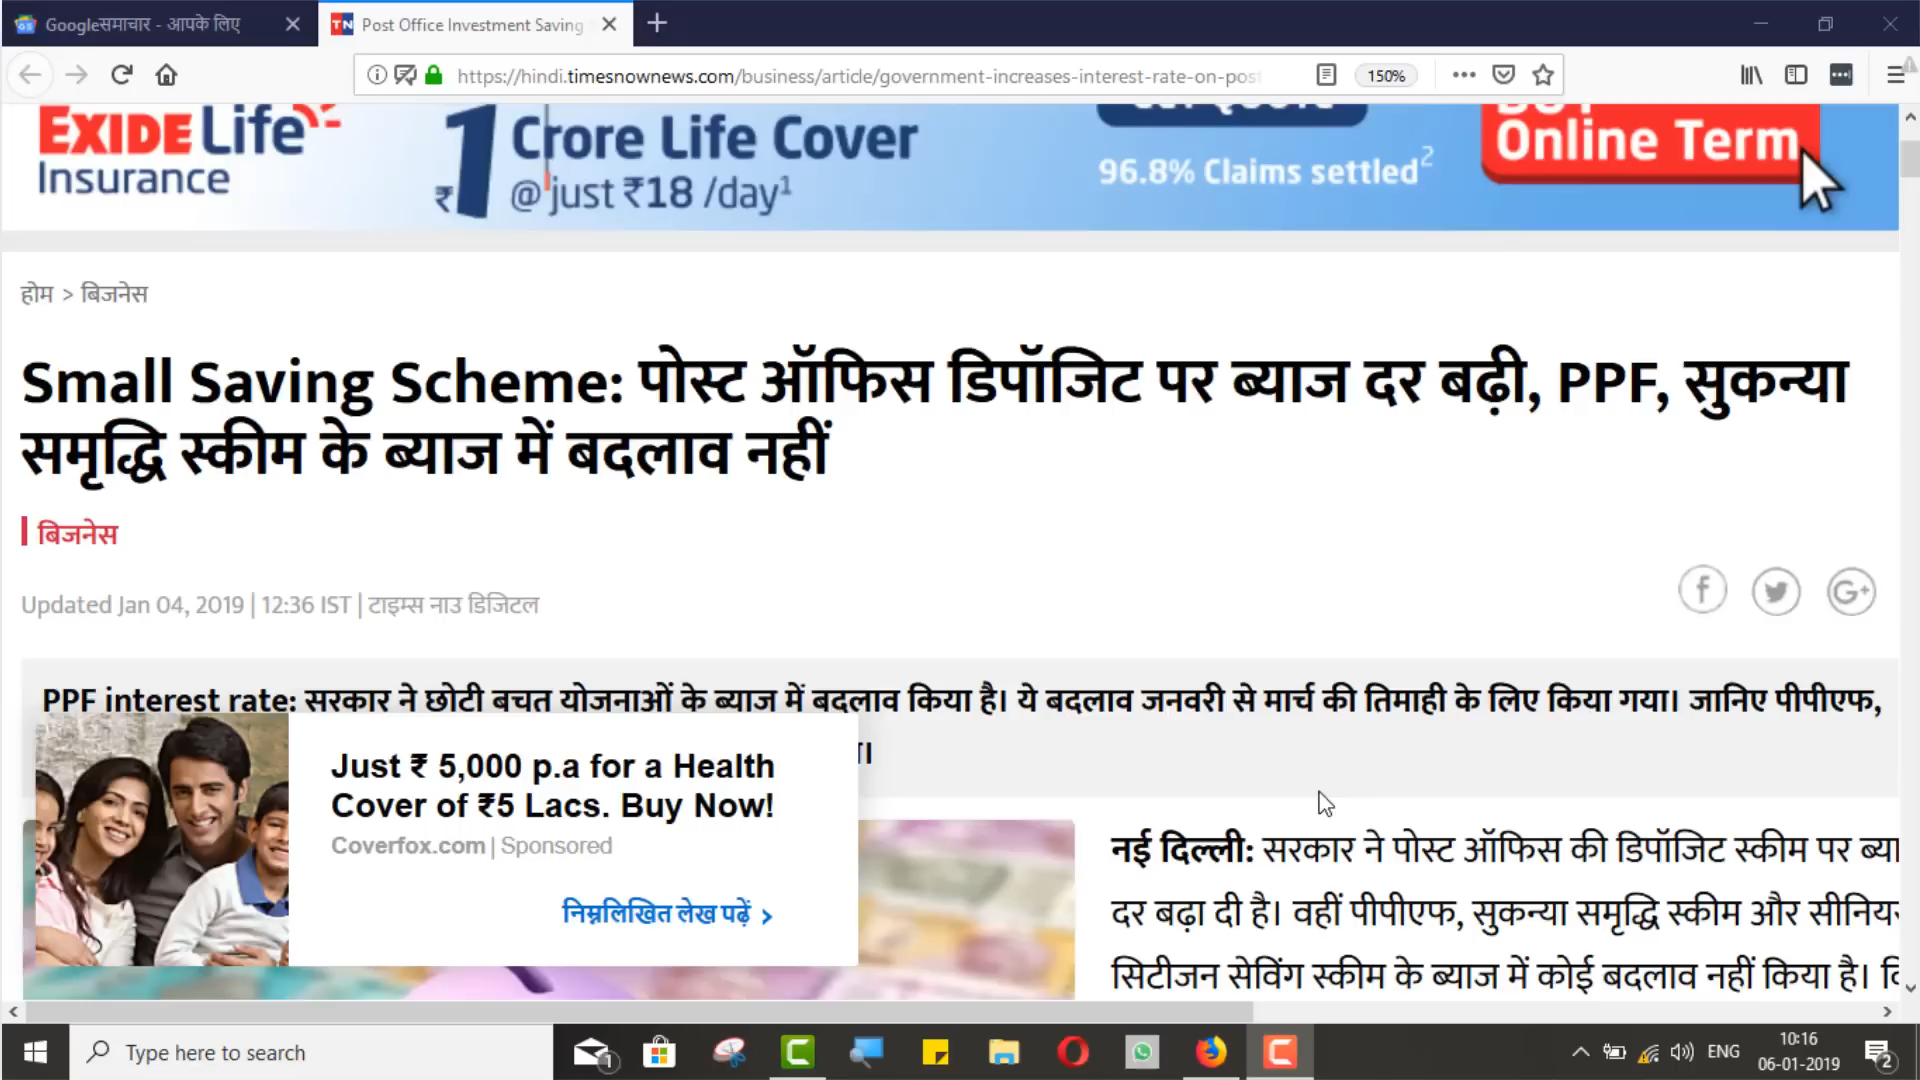 Googleसमाचार - आपके लिए
TN Post Office Investment Saving
https://hindi.timesnownews.com/business/article/government-increases-interest-rate-on-post
150%
EXIDE Life
Insurance
₹1 Crore Life Cover
@just ₹18 /day1
96.8% Claims settled2
Online Term
होम > बिजनेस
Small Saving Scheme: पोस्ट ऑफिस डिपॉजिट पर ब्याज दर बढ़ी, PPF, सुकन्या
समृद्धि स्कीम के ब्याज में बदलाव नहीं
बिजनेस
Updated Jan 04, 2019 | 12:36 IST | टाइम्स नाउ डिजिटल
f
G+
PPF interest rate: सरकार ने छोटी बचत योजनाओं के ब्याज में बदलाव किया है। ये बदलाव जनवरी से मार्च की तिमाही के लिए किया गया। जानिए पीपीएफ,
Just ₹ 5,000 p.a for a Health
Cover of ₹5 Lacs. Buy Now!
Coverfox.com | Sponsored
निम्नलिखित लेख पढ़ें >
नई दिल्ली: सरकार ने पोस्ट ऑफिस की डिपॉजिट स्कीम पर
दर बढ़ा दी है। वहीं पीपीएफ, सुकन्या समृद्धि स्कीम और
सिटीजन सेविंग स्कीम के ब्याज में कोई बदलाव नहीं किया है।
Type here to search
1
ENG
10:16
06-01-2019
2